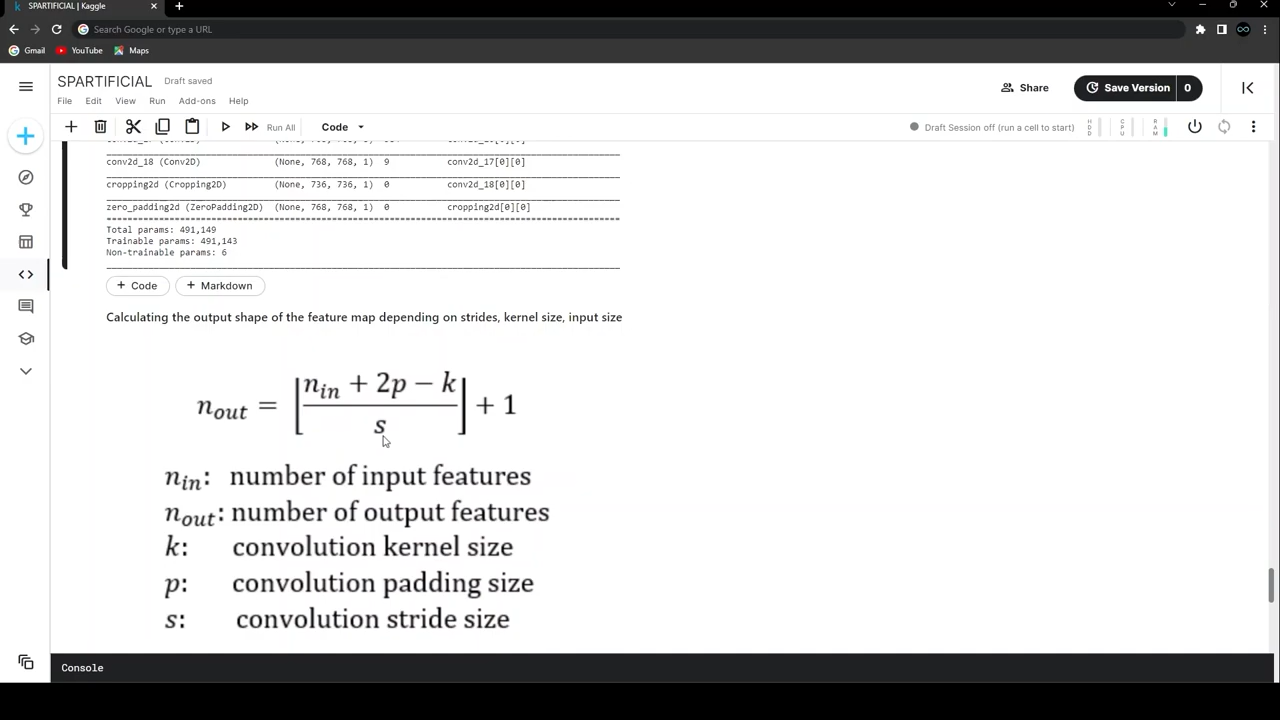 SPARTIFICIAL | Kaggle
Search Google or type a URL
Gmail YouTube Maps
SPARTIFICIAL Draft saved
File Edit View Run Add-ons Help
Share
Save Version 0
Run All Code
Draft Session off (run a cell to start)
HDD CPU RAM
conv2d_18 (Conv2D) (None, 768, 768, 1) 9 conv2d_17[0][0]
cropping2d (Cropping2D) (None, 736, 736, 1) 0 conv2d_18[0][0]
zero_padding2d (ZeroPadding2D) (None, 768, 768, 1) 0 cropping2d[0][0]
Total params: 491,149
Trainable params: 491,143
Non-trainable params: 6
+ Code + Markdown
Calculating the output shape of the feature map depending on strides, kernel size, input size
n_out = ⌊(n_in + 2p − k) / s⌋ + 1
n_in: number of input features
n_out: number of output features
k: convolution kernel size
p: convolution padding size
s: convolution stride size
Console